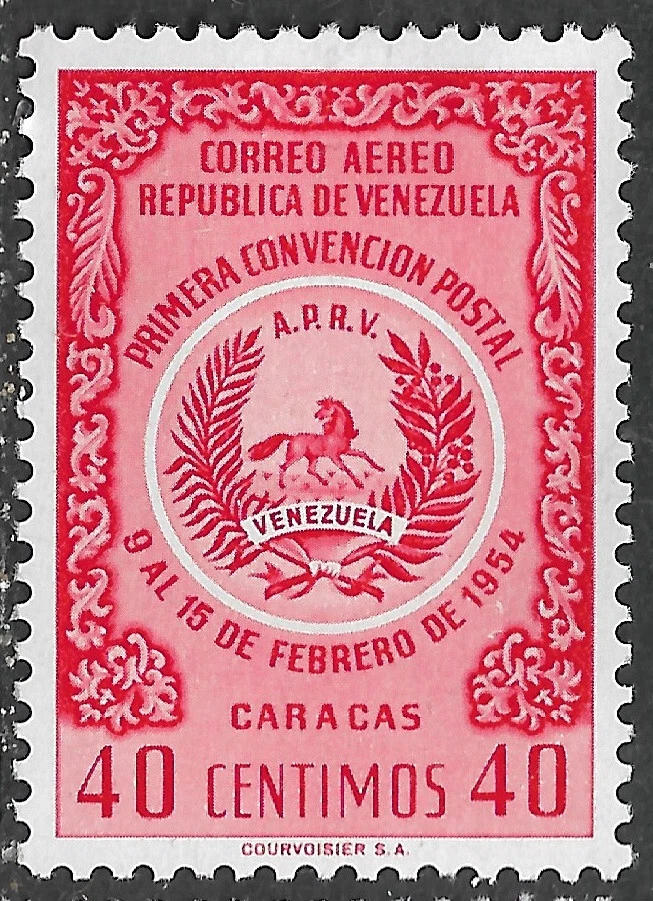 CORREO AEREO
REPUBLICA DE VENEZUELA
PRIMERA CONVENCION POSTAL
A.P.R.V.
VENEZUELA
9 AL 15 DE FEBRERO DE 1954
CARACAS
40 CENTIMOS 40
COURVOISIER S.A.